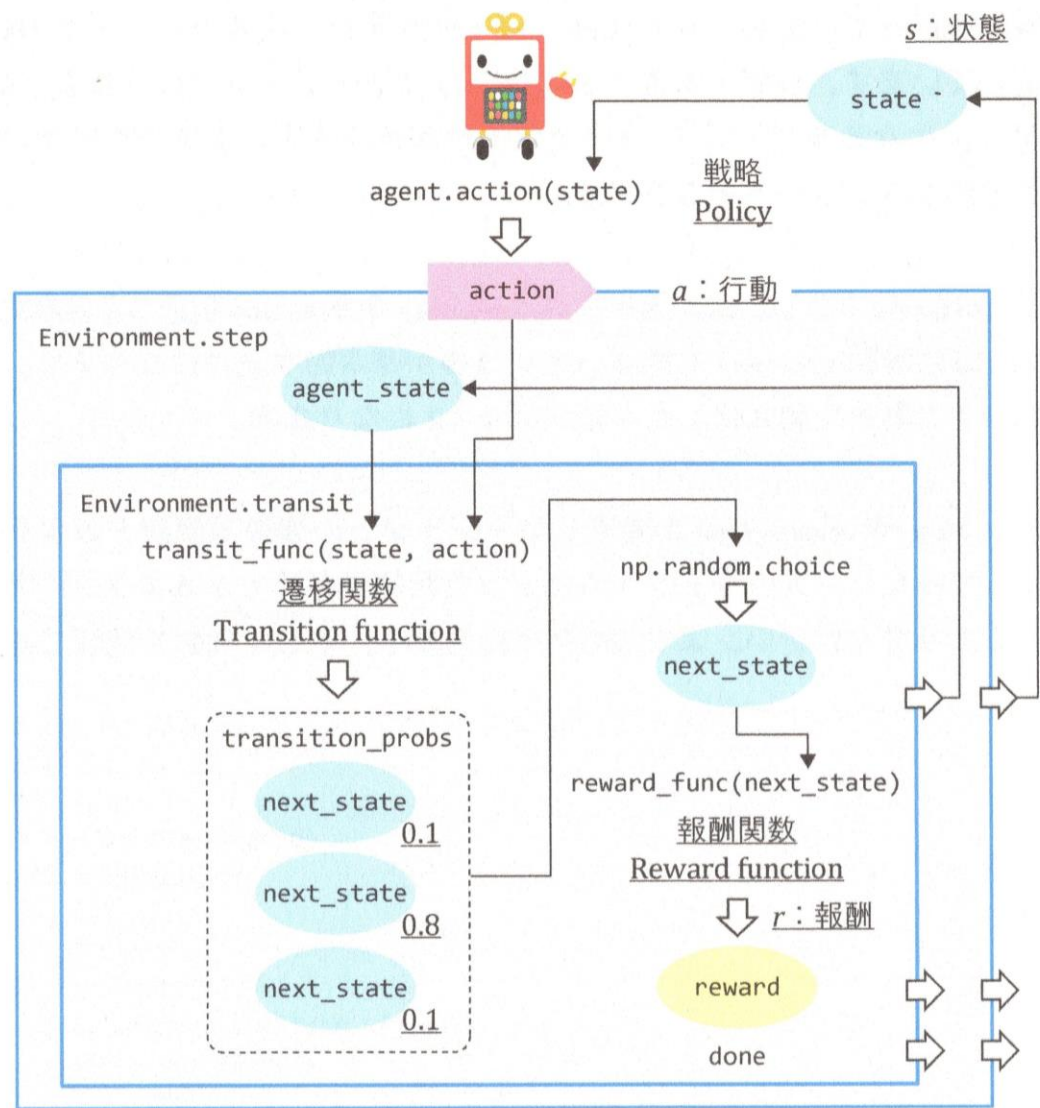 s：状態
state
agent.action(state)
戦略
Policy
action
a：行動
Environment.step
agent_state
Environment.transit
transit_func(state, action)
遷移関数
Transition function
transition_probs
next_state
0.1
next_state
0.8
next_state
0.1
np.random.choice
next_state
reward_func(next_state)
報酬関数
Reward function
r：報酬
reward
done